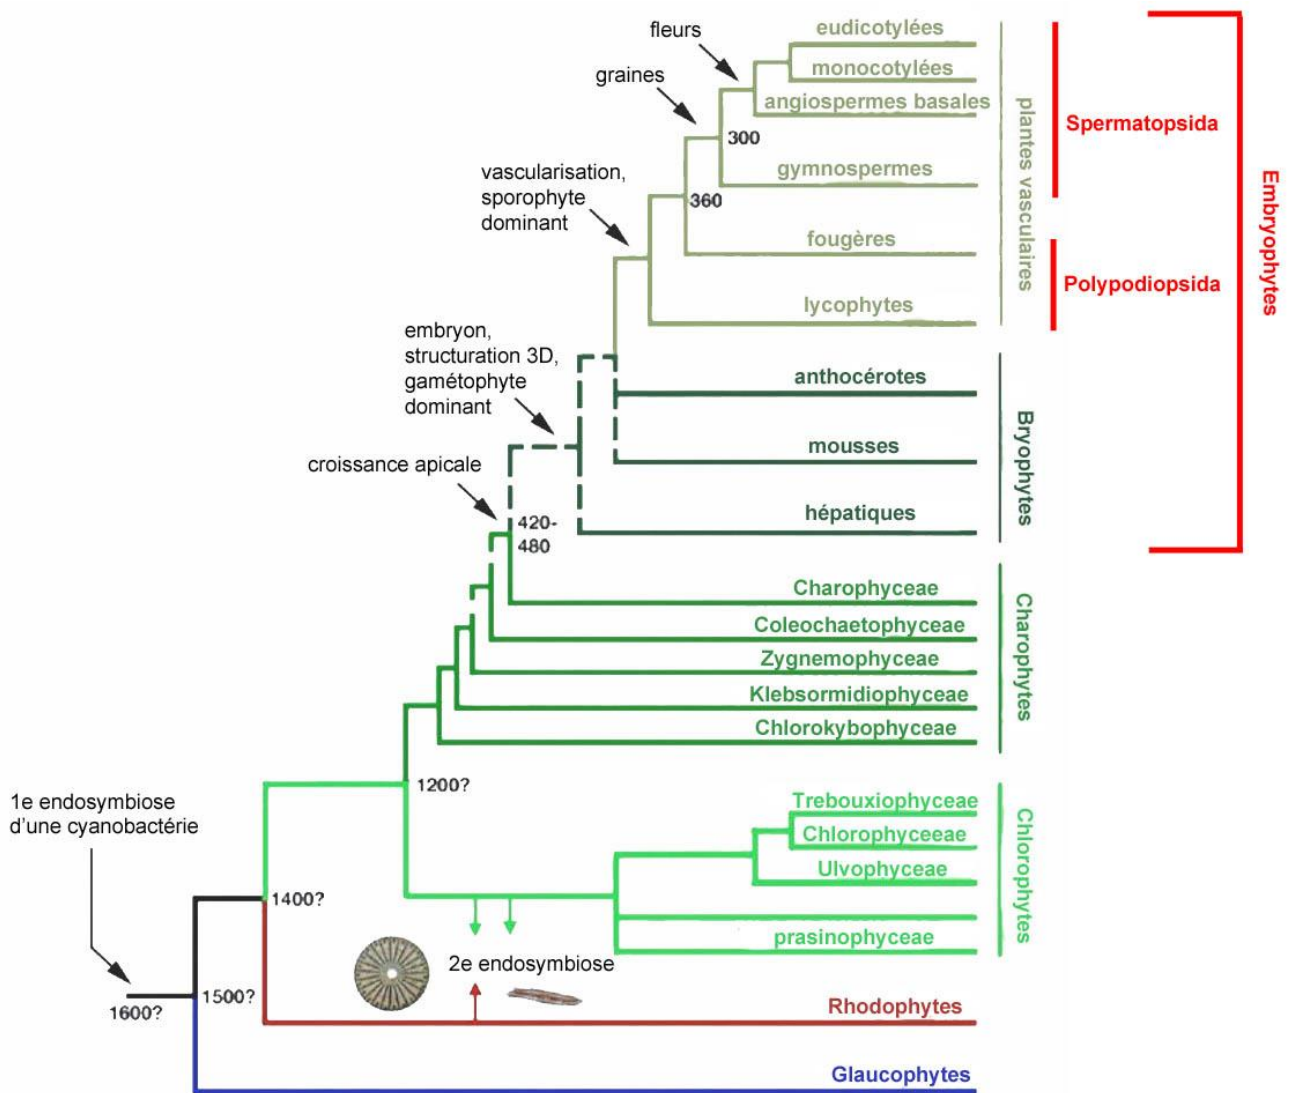 fleurs
eudicotylées
graines
monocotylées
angiospermes basales
plantes vasculaires
Spermatopsida
300
vascularisation,
sporophyte
dominant
gymnospermes
Embryophytes
360
fougères
Polypodiopsida
lycophytes
embryon,
structuration 3D,
gamétophyte
dominant
anthocérotes
Bryophytes
mousses
croissance apicale
hépatiques
420-
480
Charophyceae
Charophytes
Coleochaetophyceae
Zygnemophyceae
Klebsormidiophyceae
Chlorokybophyceae
1200?
1e endosymbiose
d'une cyanobactérie
Trebouxiophyceae
Chlorophytes
Chlorophyceeae
Ulvophyceae
1400?
prasinophyceae
2e endosymbiose
1500?
1600?
Rhodophytes
Glaucophytes